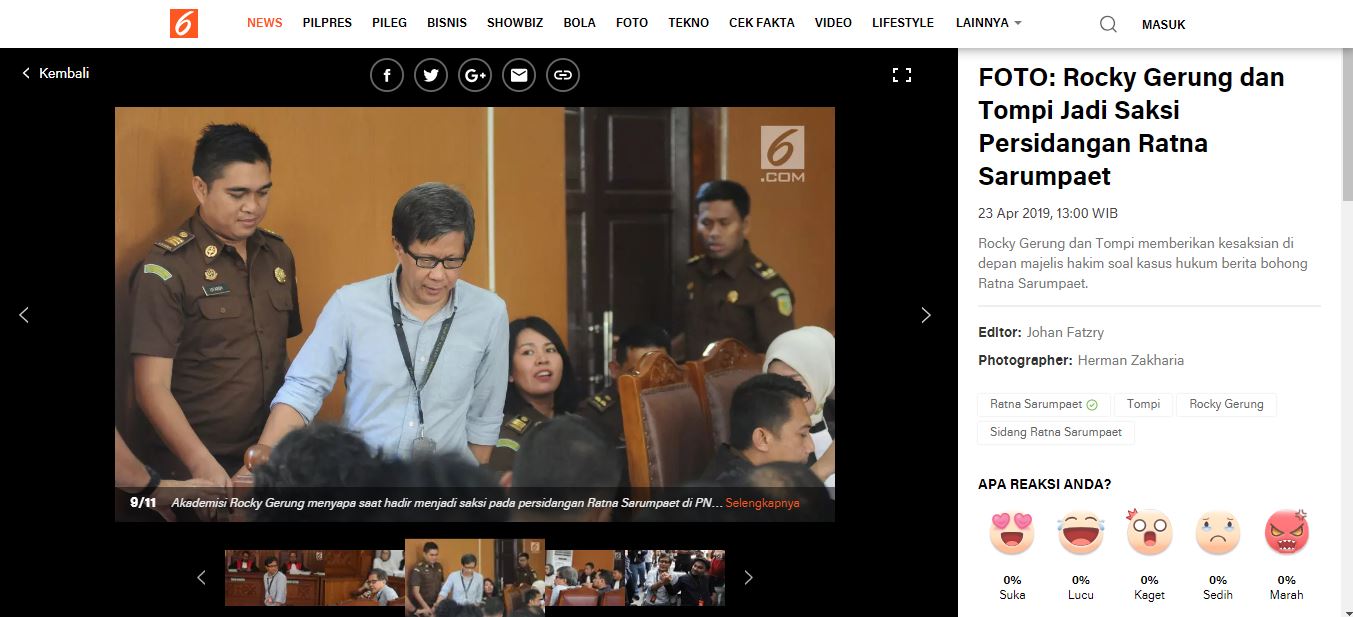 6
NEWS PILPRES PILEG BISNIS SHOWBIZ BOLA FOTO TEKNO CEK FAKTA VIDEO LIFESTYLE LAINNYA MASUK
Kembali
6
.COM
9/11 Akademisi Rocky Gerung menyapa saat hadir menjadi saksi pada persidangan Ratna Sarumpaet di PN... Selengkapnya
FOTO: Rocky Gerung dan
Tompi Jadi Saksi
Persidangan Ratna
Sarumpaet
23 Apr 2019, 13:00 WIB
Rocky Gerung dan Tompi memberikan kesaksian di
depan majelis hakim soal kasus hukum berita bohong
Ratna Sarumpaet.
Editor: Johan Fatzry
Photographer: Herman Zakharia
Ratna Sarumpaet Tompi Rocky Gerung
Sidang Ratna Sarumpaet
APA REAKSI ANDA?
0% 0% 0% 0% 0%
Suka Lucu Kaget Sedih Marah